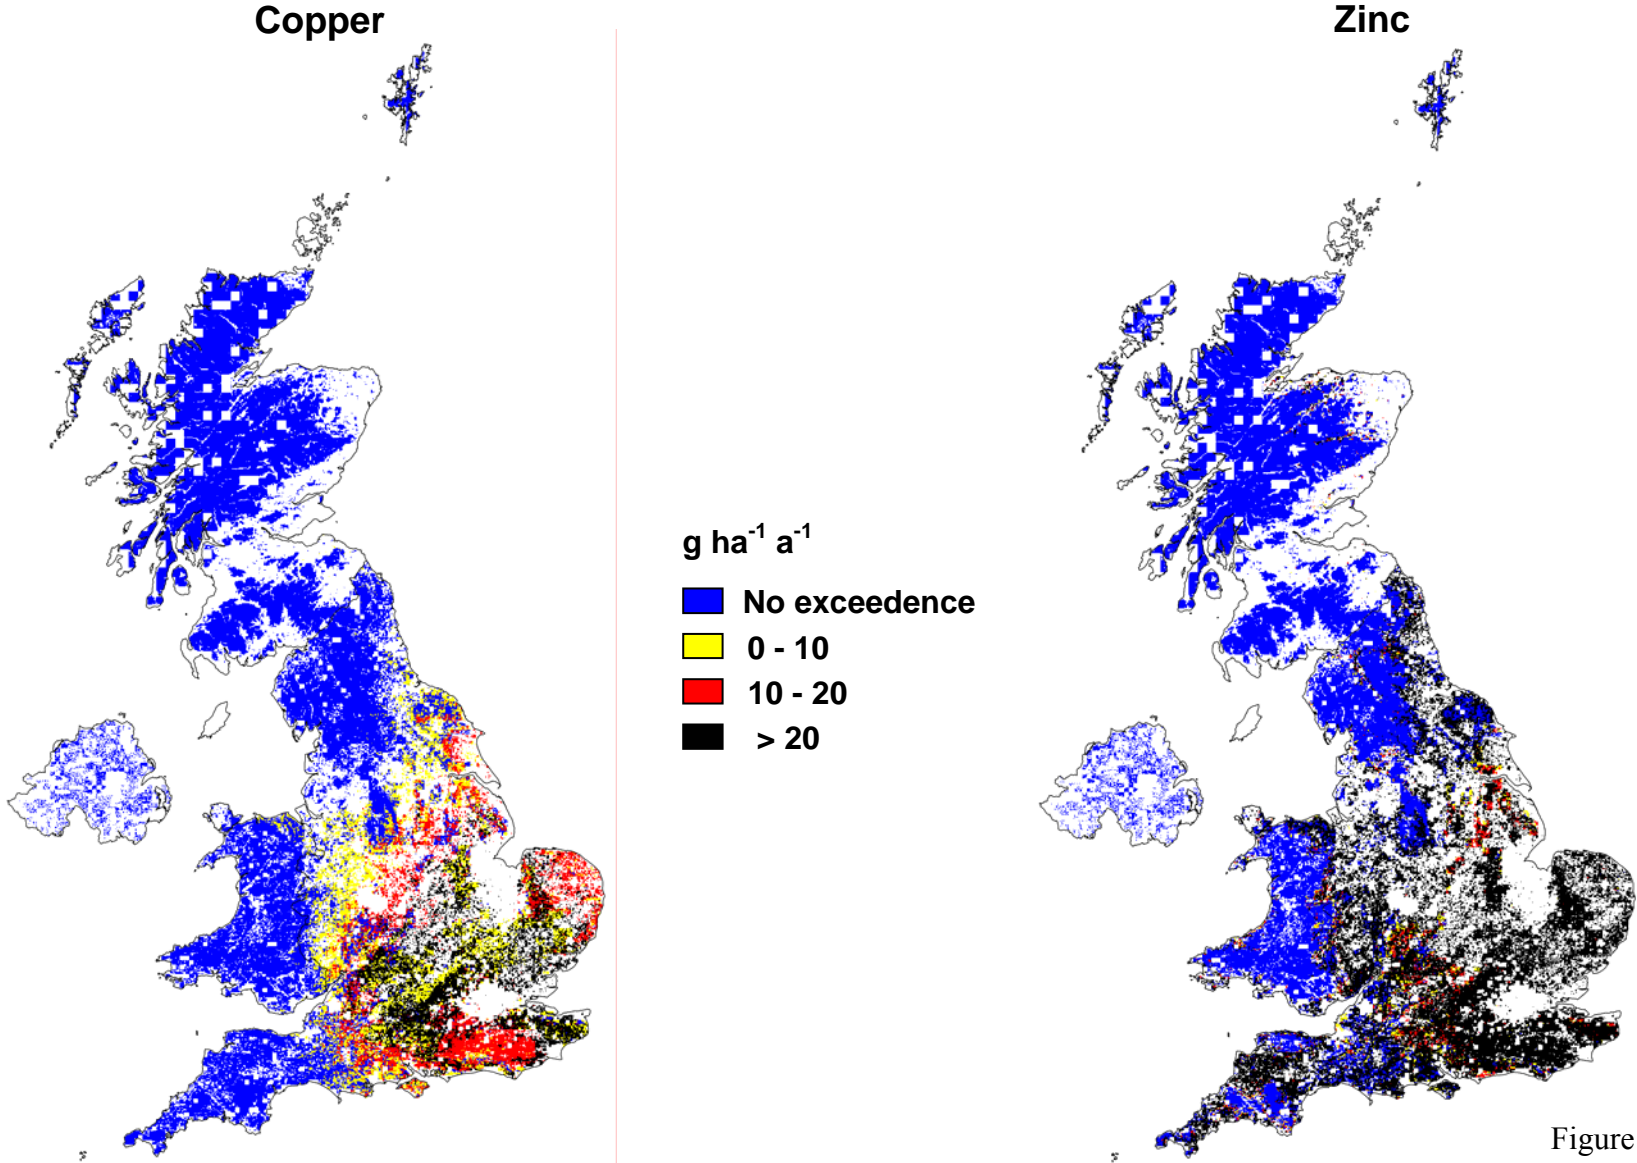 Copper
Zinc
g ha⁻¹ a⁻¹
No exceedence
0 - 10
10 - 20
> 20
Figure